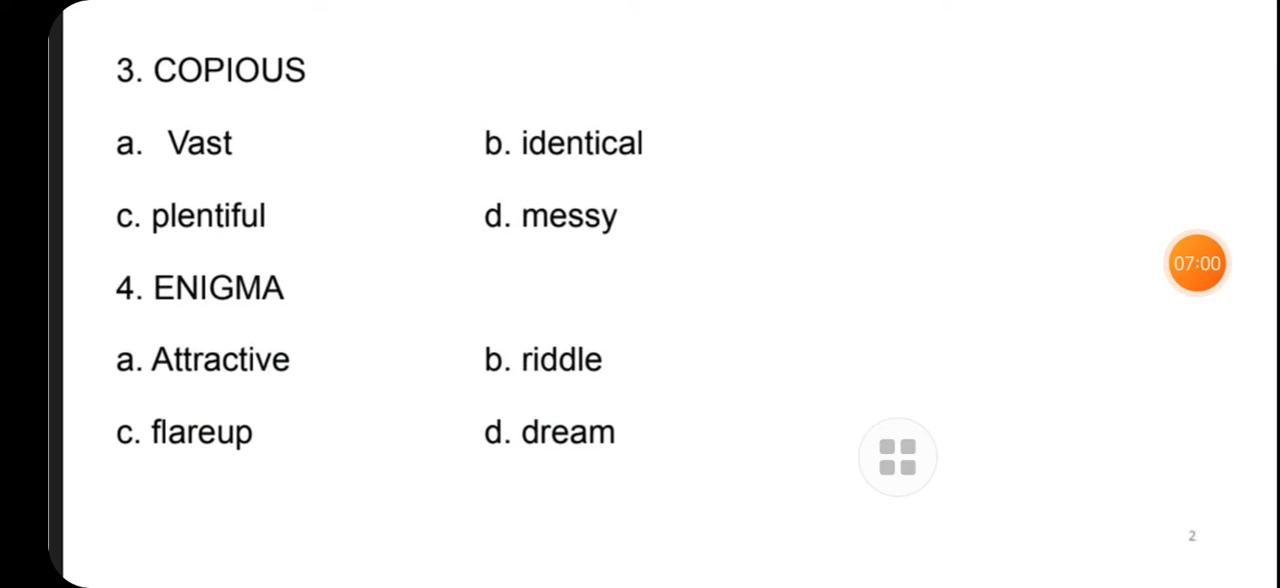 3. COPIOUS
a. Vast b. identical
c. plentiful d. messy
07:00
4. ENIGMA
a. Attractive b. riddle
c. flareup d. dream
2